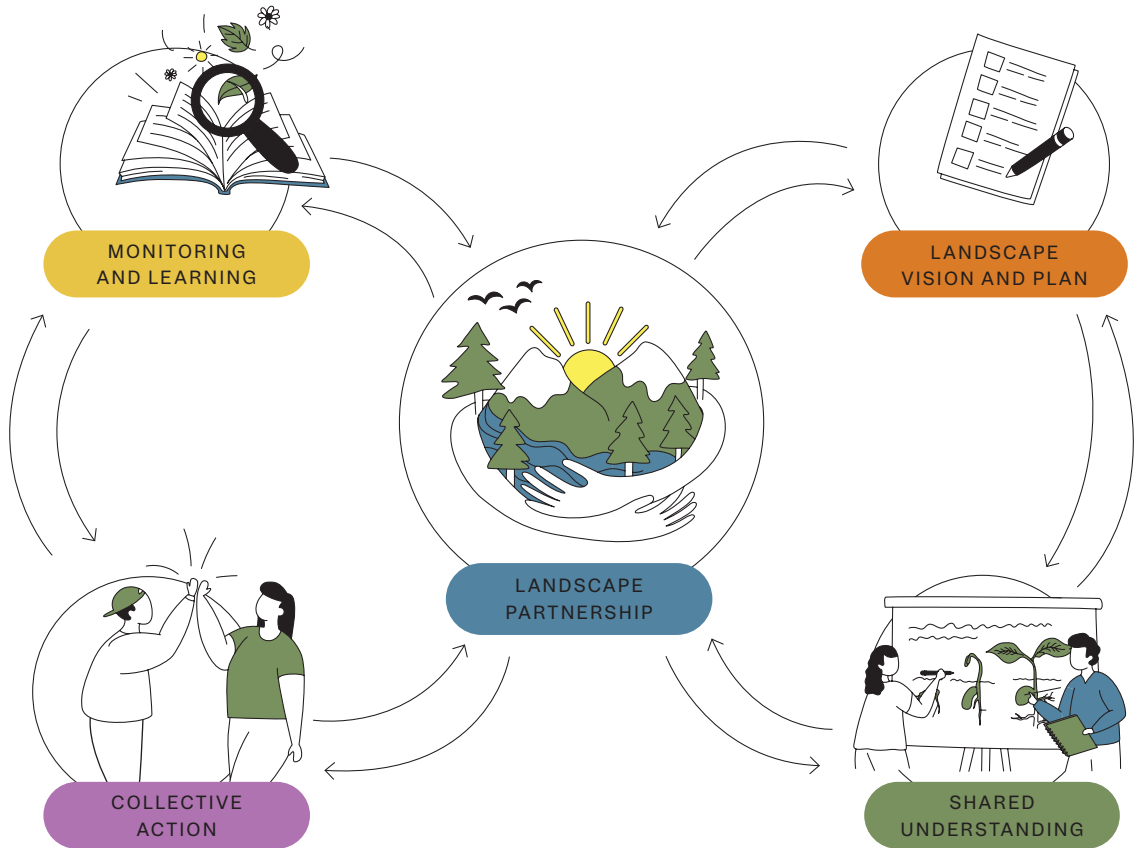 MONITORING
AND LEARNING
LANDSCAPE
VISION AND PLAN
LANDSCAPE
PARTNERSHIP
COLLECTIVE
ACTION
SHARED
UNDERSTANDING